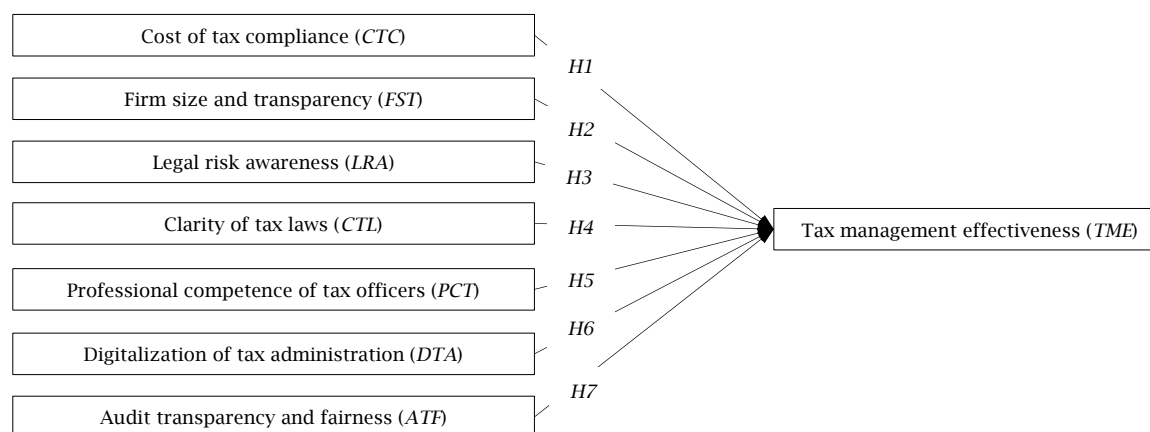 Cost of tax compliance (CTC)
H1
Firm size and transparency (FST)
H2
Legal risk awareness (LRA)
H3
Clarity of tax laws (CTL)
H4
Tax management effectiveness (TME)
Professional competence of tax officers (PCT)
H5
H6
Digitalization of tax administration (DTA)
H7
Audit transparency and fairness (ATF)